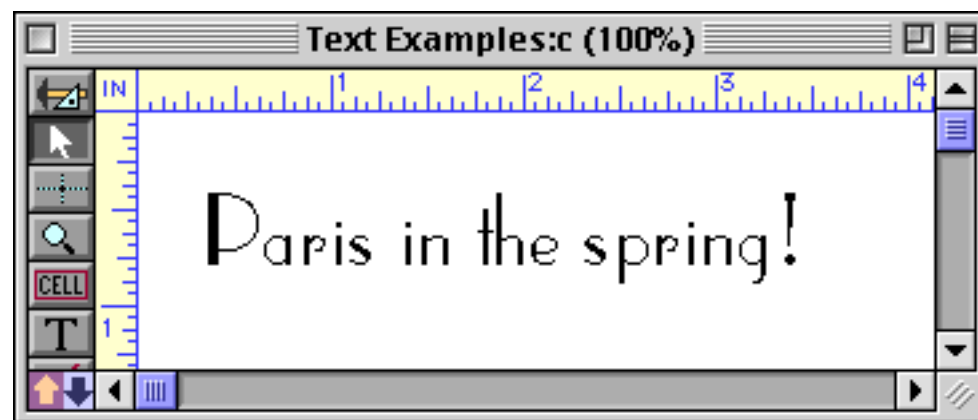 Text Examples:c (100%)
IN 1 2 3 4
Paris in the spring!
CELL
T
1